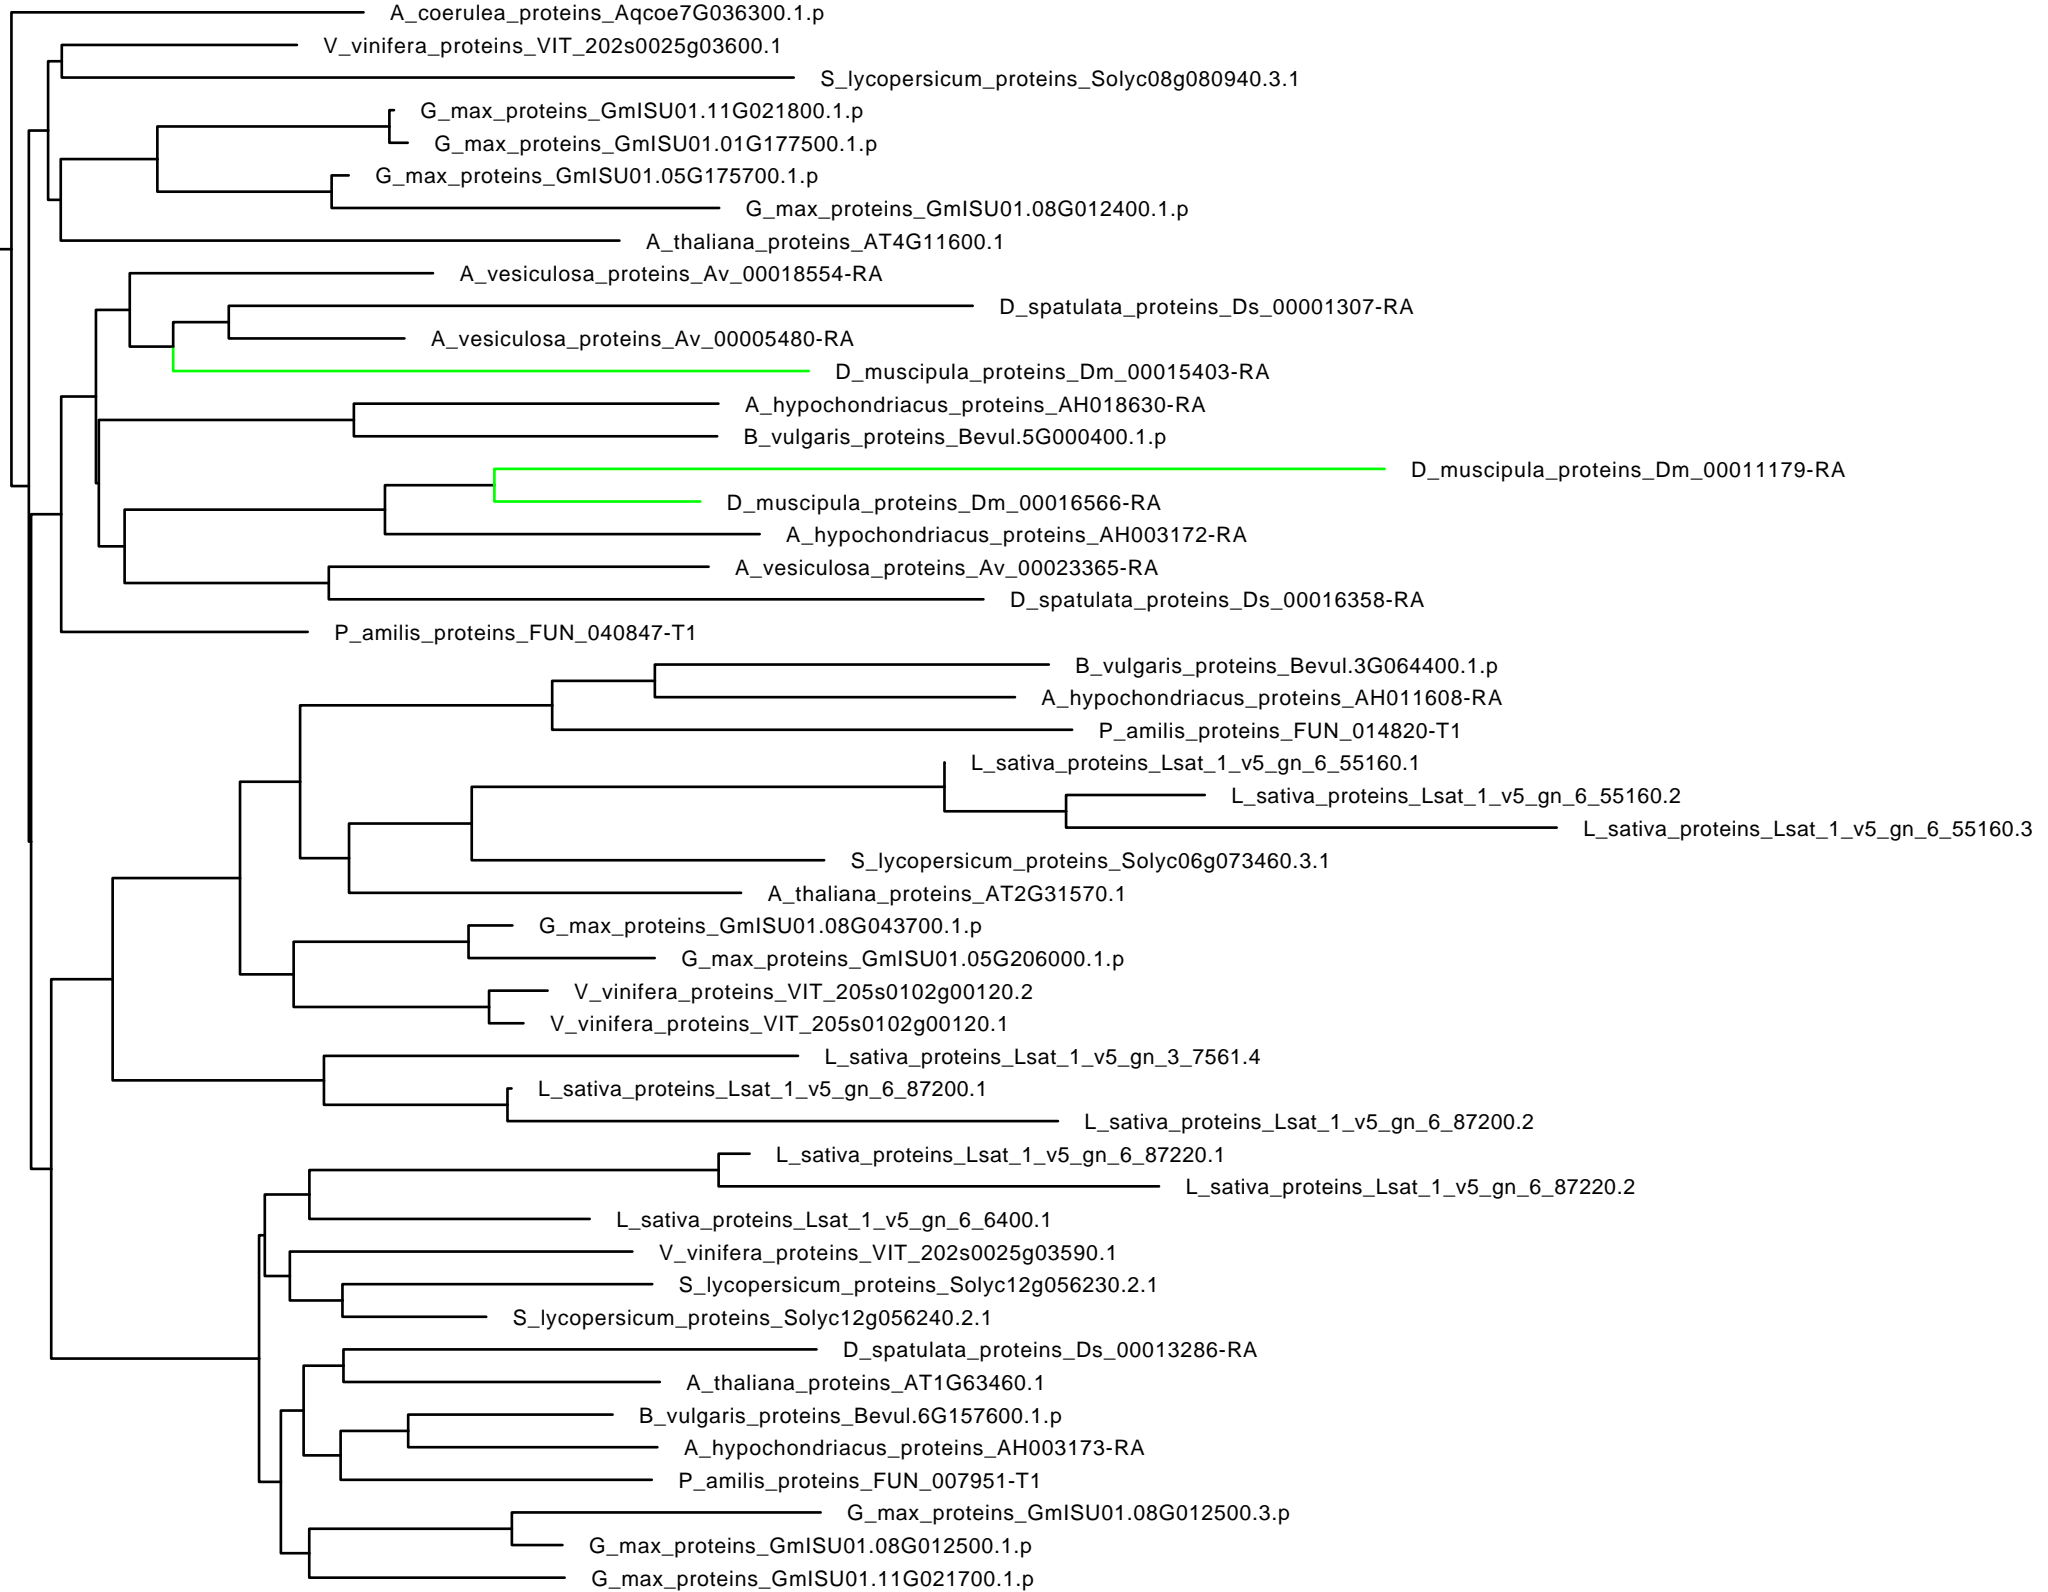 A_coerulea_proteins_Aqcoe7G036300.1.p
V_vinifera_proteins_VIT_202s0025g03600.1
S_lycopersicum_proteins_Solyc08g080940.3.1
G_max_proteins_GmISU01.11G021800.1.p
G_max_proteins_GmISU01.01G177500.1.p
G_max_proteins_GmISU01.05G175700.1.p
G_max_proteins_GmISU01.08G012400.1.p
A_thaliana_proteins_AT4G11600.1
A_vesiculosa_proteins_Av_00018554-RA
D_spatulata_proteins_Ds_00001307-RA
A_vesiculosa_proteins_Av_00005480-RA
D_muscipula_proteins_Dm_00015403-RA
A_hypochondriacus_proteins_AH018630-RA
B_vulgaris_proteins_Bevul.5G000400.1.p
D_muscipula_proteins_Dm_00011179-RA
D_muscipula_proteins_Dm_00016566-RA
A_hypochondriacus_proteins_AH003172-RA
A_vesiculosa_proteins_Av_00023365-RA
D_spatulata_proteins_Ds_00016358-RA
P_amilis_proteins_FUN_040847-T1
B_vulgaris_proteins_Bevul.3G064400.1.p
A_hypochondriacus_proteins_AH011608-RA
P_amilis_proteins_FUN_014820-T1
L_sativa_proteins_Lsat_1_v5_gn_6_55160.1
L_sativa_proteins_Lsat_1_v5_gn_6_55160.2
L_sativa_proteins_Lsat_1_v5_gn_6_55160.3
S_lycopersicum_proteins_Solyc06g073460.3.1
A_thaliana_proteins_AT2G31570.1
G_max_proteins_GmISU01.08G043700.1.p
G_max_proteins_GmISU01.05G206000.1.p
V_vinifera_proteins_VIT_205s0102g00120.2
V_vinifera_proteins_VIT_205s0102g00120.1
L_sativa_proteins_Lsat_1_v5_gn_3_7561.4
L_sativa_proteins_Lsat_1_v5_gn_6_87200.1
L_sativa_proteins_Lsat_1_v5_gn_6_87200.2
L_sativa_proteins_Lsat_1_v5_gn_6_87220.1
L_sativa_proteins_Lsat_1_v5_gn_6_87220.2
L_sativa_proteins_Lsat_1_v5_gn_6_6400.1
V_vinifera_proteins_VIT_202s0025g03590.1
S_lycopersicum_proteins_Solyc12g056230.2.1
S_lycopersicum_proteins_Solyc12g056240.2.1
D_spatulata_proteins_Ds_00013286-RA
A_thaliana_proteins_AT1G63460.1
B_vulgaris_proteins_Bevul.6G157600.1.p
A_hypochondriacus_proteins_AH003173-RA
P_amilis_proteins_FUN_007951-T1
G_max_proteins_GmISU01.08G012500.3.p
G_max_proteins_GmISU01.08G012500.1.p
G_max_proteins_GmISU01.11G021700.1.p